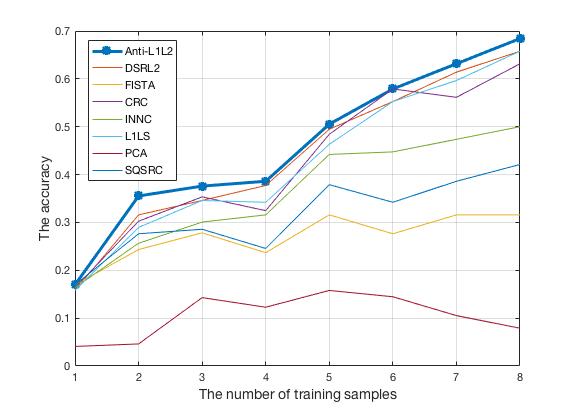 0.7
0.6
0.5
0.4
0.3
0.2
0.1
0
The accuracy
Anti-L1L2
DSRL2
FISTA
CRC
INNC
L1LS
PCA
SQSRC
1 2 3 4 5 6 7 8
The number of training samples